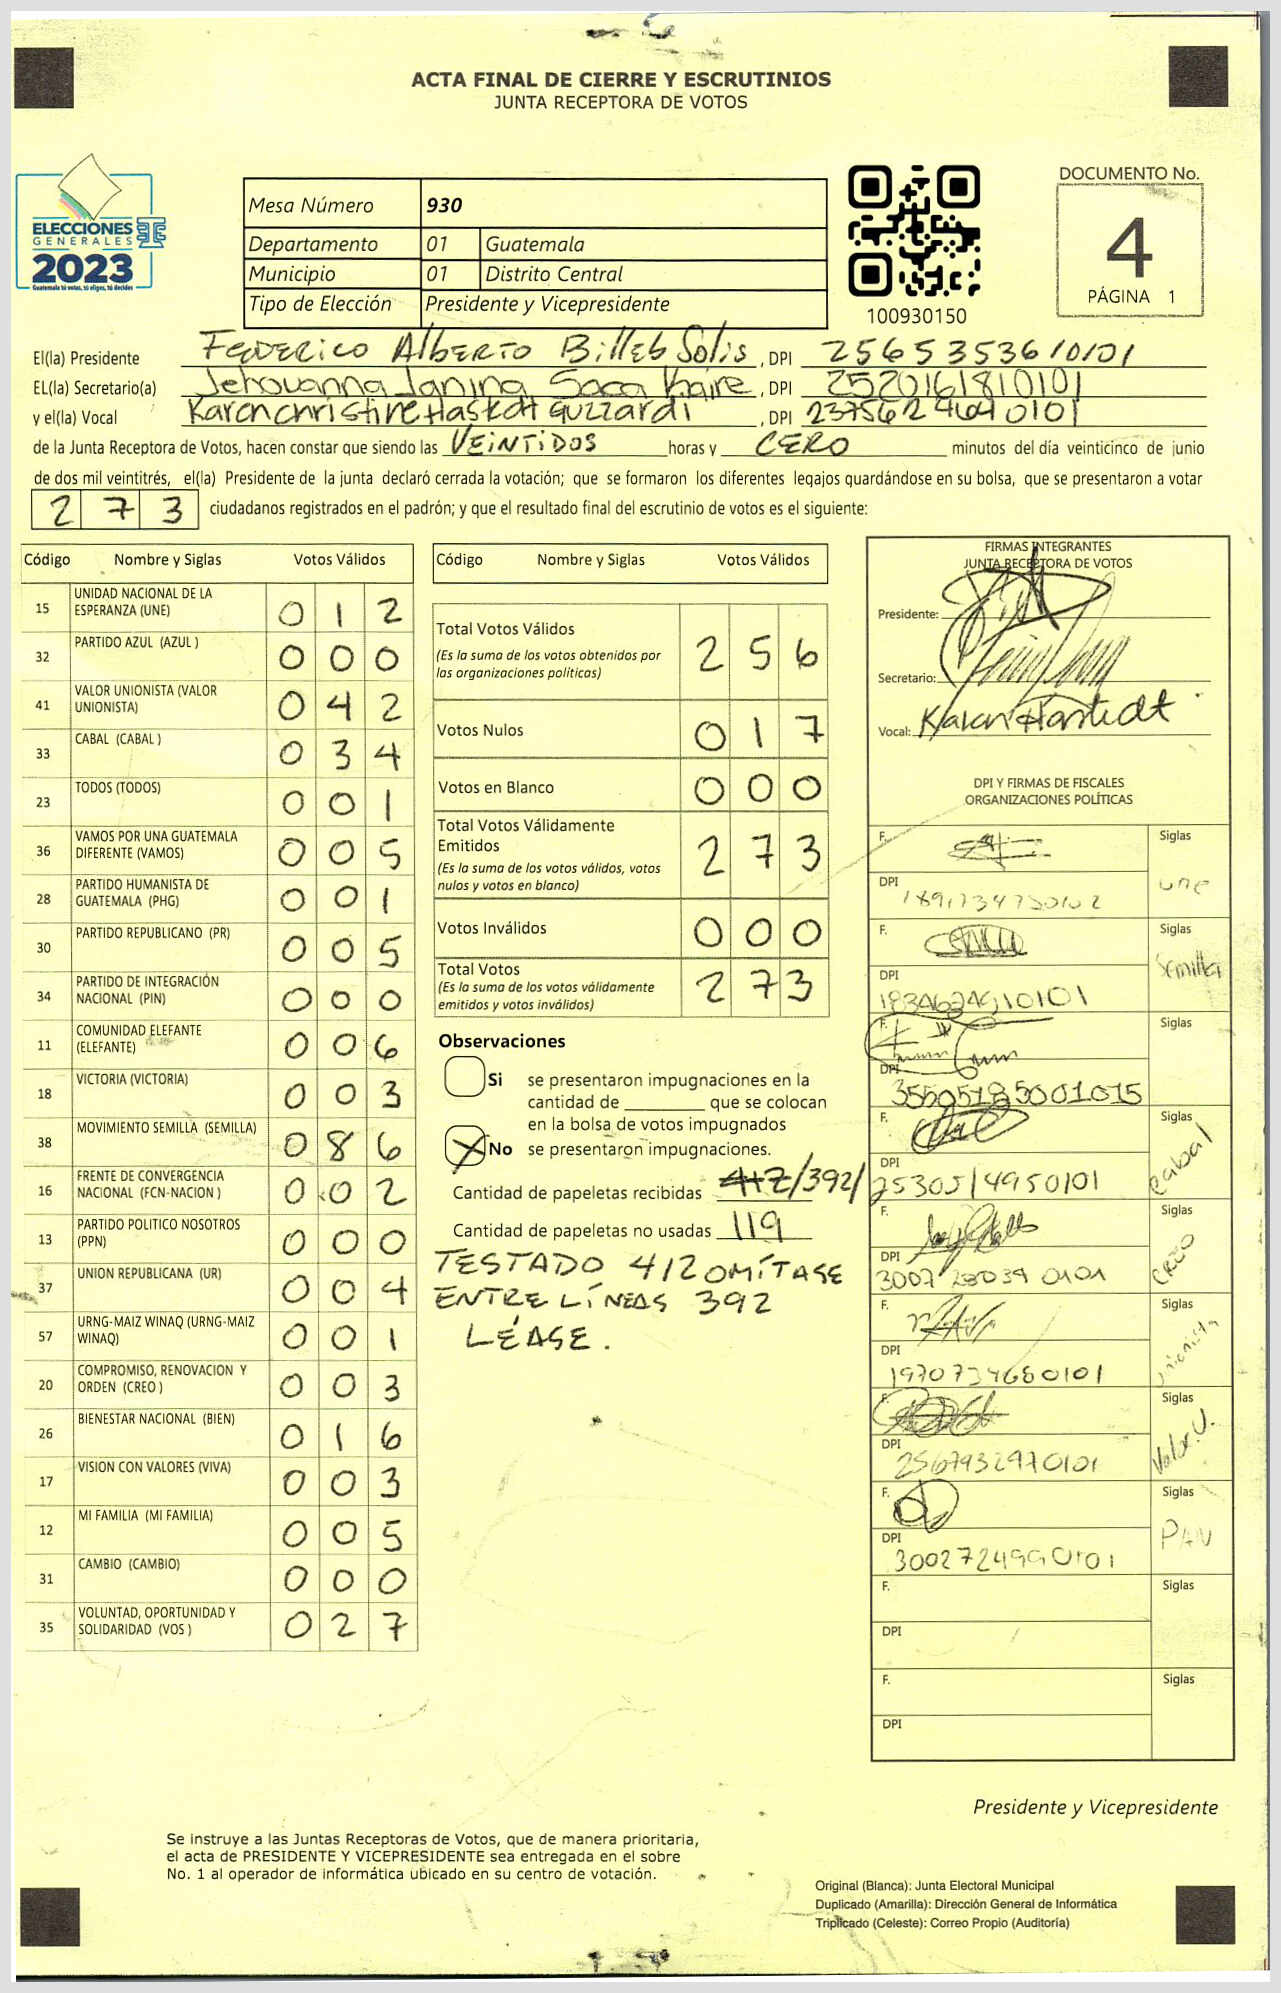 ACTA FINAL DE CIERRE Y ESCRUTINIOS
JUNTA RECEPTORA DE VOTOS
ELECCIONES
GENERALES
2023
Guatemala tú votas, tú eliges, tú decides
Mesa Número 930
Departamento 01 Guatemala
Municipio 01 Distrito Central
Tipo de Elección Presidente y Vicepresidente
100930150
DOCUMENTO No.
4
PÁGINA 1
El(la) Presidente Federico Alberto Billeb Solis, DPI 2565353610101
EL(la) Secretario(a) Jehovanna Janina Saca, DPI 2520161810101
y el(la) Vocal Karen Christine Hastedt Guzzardi, DPI
de la Junta Receptora de Votos, hacen constar que siendo las VEINTIDOS horas y CERO minutos del día veinticinco de junio
de dos mil veintitrés, el(la) Presidente de la junta declaró cerrada la votación; que se formaron los diferentes legajos guardándose en su bolsa, que se presentaron a votar
2 7 3 ciudadanos registrados en el padrón; y que el resultado final del escrutinio de votos es el siguiente:
Código Nombre y Siglas Votos Válidos
15 UNIDAD NACIONAL DE LA ESPERANZA (UNE) 0 1 2
32 PARTIDO AZUL (AZUL ) 0 0 0
41 VALOR UNIONISTA (VALOR UNIONISTA) 0 4 2
33 CABAL (CABAL ) 0 3 4
23 TODOS (TODOS) 0 0 1
36 VAMOS POR UNA GUATEMALA DIFERENTE (VAMOS) 0 0 5
28 PARTIDO HUMANISTA DE GUATEMALA (PHG) 0 0 1
30 PARTIDO REPUBLICANO (PR) 0 0 5
34 PARTIDO DE INTEGRACIÓN NACIONAL (PIN) 0 0 0
11 COMUNIDAD ELEFANTE (ELEFANTE) 0 0 6
18 VICTORIA (VICTORIA) 0 0 3
38 MOVIMIENTO SEMILLA (SEMILLA) 0 8 6
16 FRENTE DE CONVERGENCIA NACIONAL (FCN-NACION ) 0 0 2
13 PARTIDO POLITICO NOSOTROS (PPN) 0 0 0
37 UNION REPUBLICANA (UR) 0 0 4
57 URNG-MAIZ WINAQ (URNG-MAIZ WINAQ) 0 0 1
20 COMPROMISO, RENOVACION Y ORDEN (CREO ) 0 0 3
26 BIENESTAR NACIONAL (BIEN) 0 1 6
17 VISION CON VALORES (VIVA) 0 0 3
12 MI FAMILIA (MI FAMILIA) 0 0 5
31 CAMBIO (CAMBIO) 0 0 0
35 VOLUNTAD, OPORTUNIDAD Y SOLIDARIDAD (VOS ) 0 2 7
Código Nombre y Siglas Votos Válidos
Total Votos Válidos 2 5 6
(Es la suma de los votos obtenidos por
las organizaciones políticas)
Votos Nulos 0 1 7
Votos en Blanco 0 0 0
Total Votos Válidamente
Emitidos 2 7 3
(Es la suma de los votos válidos, votos
nulos y votos en blanco)
Votos Inválidos 0 0 0
Total Votos 2 7 3
(Es la suma de los votos válidamente
emitidos y votos inválidos)
Observaciones
Si se presentaron impugnaciones en la
cantidad de ________ que se colocan
en la bolsa de votos impugnados
X No se presentaron impugnaciones.
Cantidad de papeletas recibidas 412/392/
Cantidad de papeletas no usadas 119
TESTADO 412 OMÍTASE
ENTRE LÍNEAS 392
LÉASE.
FIRMAS INTEGRANTES
JUNTA RECEPTORA DE VOTOS
Presidente:
Secretario:
Vocal: Karen Hastedt
DPI Y FIRMAS DE FISCALES
ORGANIZACIONES POLÍTICAS
F. Siglas
DPI une
F. Siglas
DPI 1934624910101 Semilla
F. Siglas
DPI 3550518500101
F. Siglas
DPI 2530514950101 Cabal
F. Siglas
DPI 3007 28039 0101 CREO
F. Siglas
DPI 1970734680101 Unionista
F. Siglas
DPI 2567932970101 Valor.U.
F. Siglas
DPI 3002724990101 PAN
F. Siglas
DPI
F. Siglas
DPI
Presidente y Vicepresidente
Se instruye a las Juntas Receptoras de Votos, que de manera prioritaria,
el acta de PRESIDENTE Y VICEPRESIDENTE sea entregada en el sobre
No. 1 al operador de informática ubicado en su centro de votación.
Original (Blanca): Junta Electoral Municipal
Duplicado (Amarilla): Dirección General de Informática
Triplicado (Celeste): Correo Propio (Auditoría)